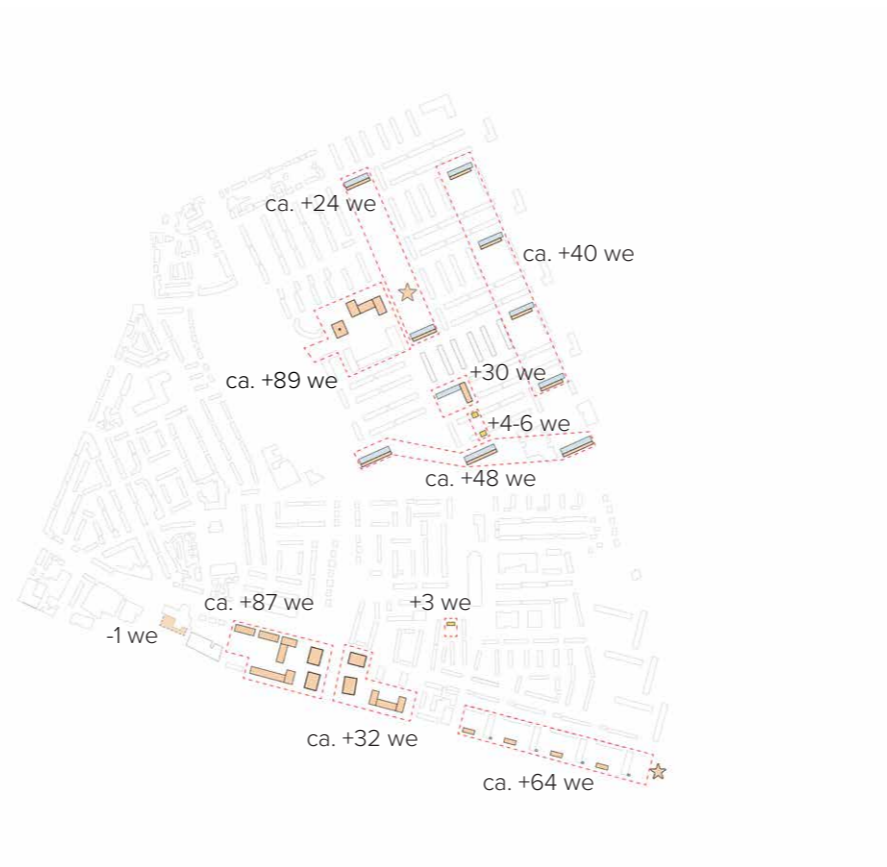 ca. +24 we
ca. +40 we
ca. +89 we
+30 we
+4-6 we
ca. +48 we
ca. +87 we
+3 we
-1 we
ca. +32 we
ca. +64 we